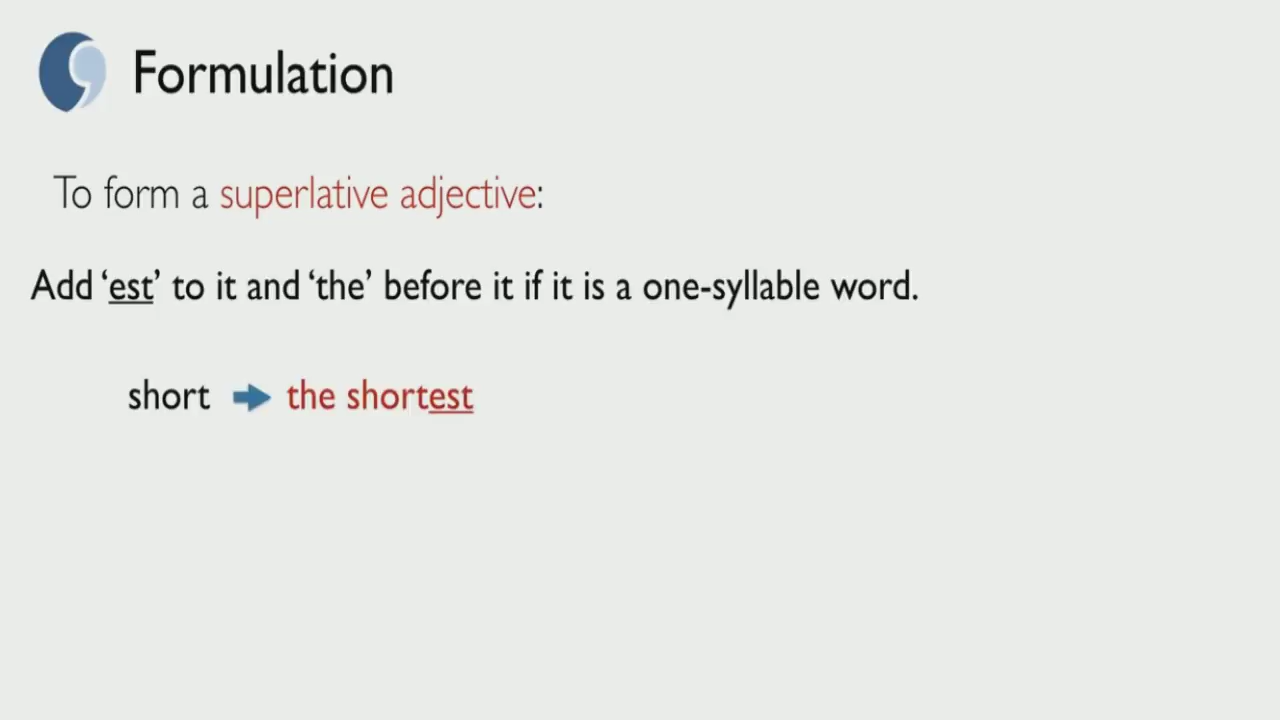 Formulation
To form a superlative adjective:
Add ‘est’ to it and ‘the’ before it if it is a one-syllable word.
short the shortest